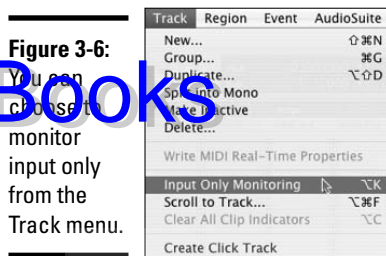 Figure 3-6:
You can
choose to
monitor
input only
from the
Track menu.
Books
Track Region Event AudioSuite
New... ⇧⌘N
Group... ⌘G
Duplicate... ⌥⇧D
Split into Mono
Make Inactive
Delete...
Write MIDI Real-Time Properties
Input Only Monitoring ⌥K
Scroll to Track... ⌥⌘F
Clear All Clip Indicators ⌥C
Create Click Track